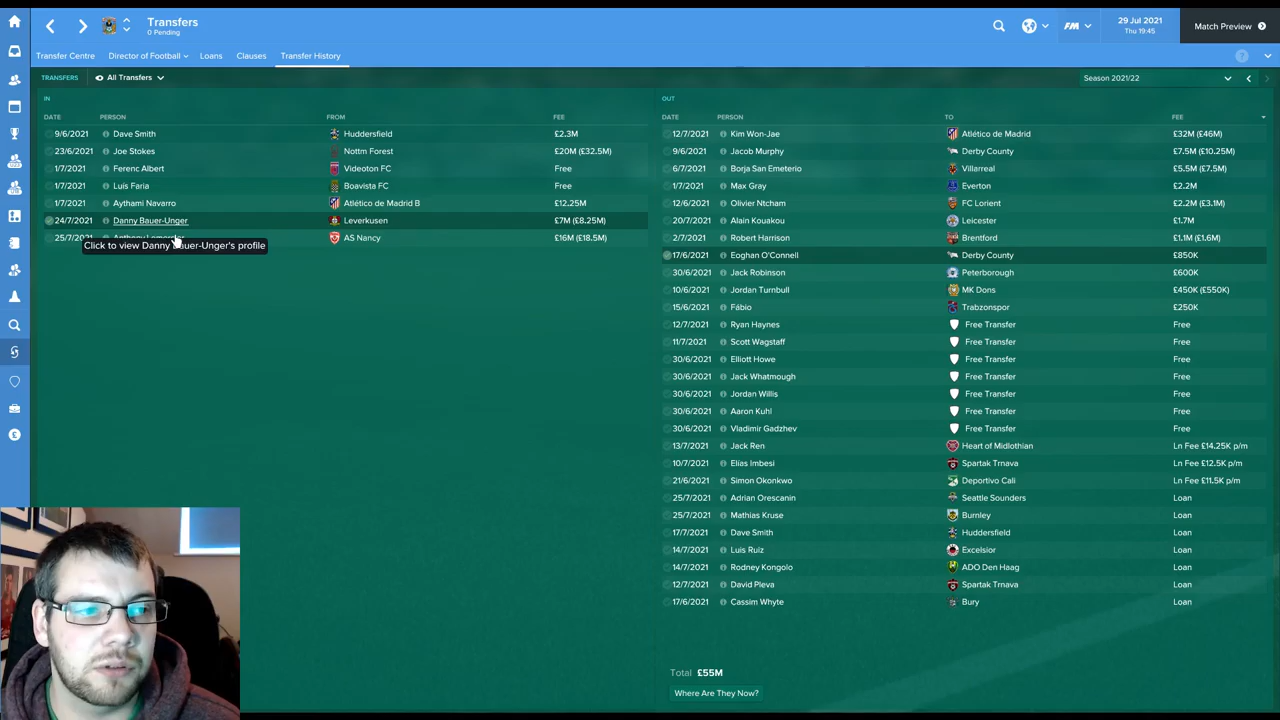 Transfers
0 Pending
29 Jul 2021
Thu 19:45
FM
Match Preview
Transfer Centre Director of Football Loans Clauses Transfer History
?
TRANSFERS All Transfers
Season 2021/22
IN
DATE PERSON FROM FEE
9/6/2021 Dave Smith Huddersfield £2.3M
23/6/2021 Joe Stokes Nottm Forest £20M (£32.5M)
1/7/2021 Ferenc Albert Videoton FC Free
1/7/2021 Luís Faria Boavista FC Free
1/7/2021 Aythami Navarro Atlético de Madrid B £12.25M
24/7/2021 Danny Bauer-Unger Leverkusen £7M (£8.25M)
25/7/2021 AS Nancy £16M (£18.5M)
Click to view Danny Bauer-Unger's profile
OUT
DATE PERSON TO FEE
12/7/2021 Kim Won-Jae Atlético de Madrid £32M (£46M)
9/6/2021 Jacob Murphy Derby County £7.5M (£10.25M)
6/7/2021 Borja San Emeterio Villarreal £5.5M (£7.5M)
1/7/2021 Max Gray Everton £2.2M
12/6/2021 Olivier Ntcham FC Lorient £2.2M (£3.1M)
20/7/2021 Alain Kouakou Leicester £1.7M
2/7/2021 Robert Harrison Brentford £1.1M (£1.6M)
17/6/2021 Eoghan O'Connell Derby County £850K
30/6/2021 Jack Robinson Peterborough £600K
10/6/2021 Jordan Turnbull MK Dons £450K (£550K)
15/6/2021 Fábio Trabzonspor £250K
12/7/2021 Ryan Haynes Free Transfer Free
11/7/2021 Scott Wagstaff Free Transfer Free
30/6/2021 Elliott Howe Free Transfer Free
30/6/2021 Jack Whatmough Free Transfer Free
30/6/2021 Jordan Willis Free Transfer Free
30/6/2021 Aaron Kuhl Free Transfer Free
30/6/2021 Vladimir Gadzhev Free Transfer Free
13/7/2021 Jack Ren Heart of Midlothian Ln Fee £14.25K p/m
10/7/2021 Elías Imbesi Spartak Trnava Ln Fee £12.5K p/m
21/6/2021 Simon Okonkwo Deportivo Cali Ln Fee £11.5K p/m
25/7/2021 Adrian Orescanin Seattle Sounders Loan
25/7/2021 Mathias Kruse Burnley Loan
17/7/2021 Dave Smith Huddersfield Loan
14/7/2021 Luis Ruiz Excelsior Loan
14/7/2021 Rodney Kongolo ADO Den Haag Loan
12/7/2021 David Pleva Spartak Trnava Loan
17/6/2021 Cassim Whyte Bury Loan
Total £55M
Where Are They Now?